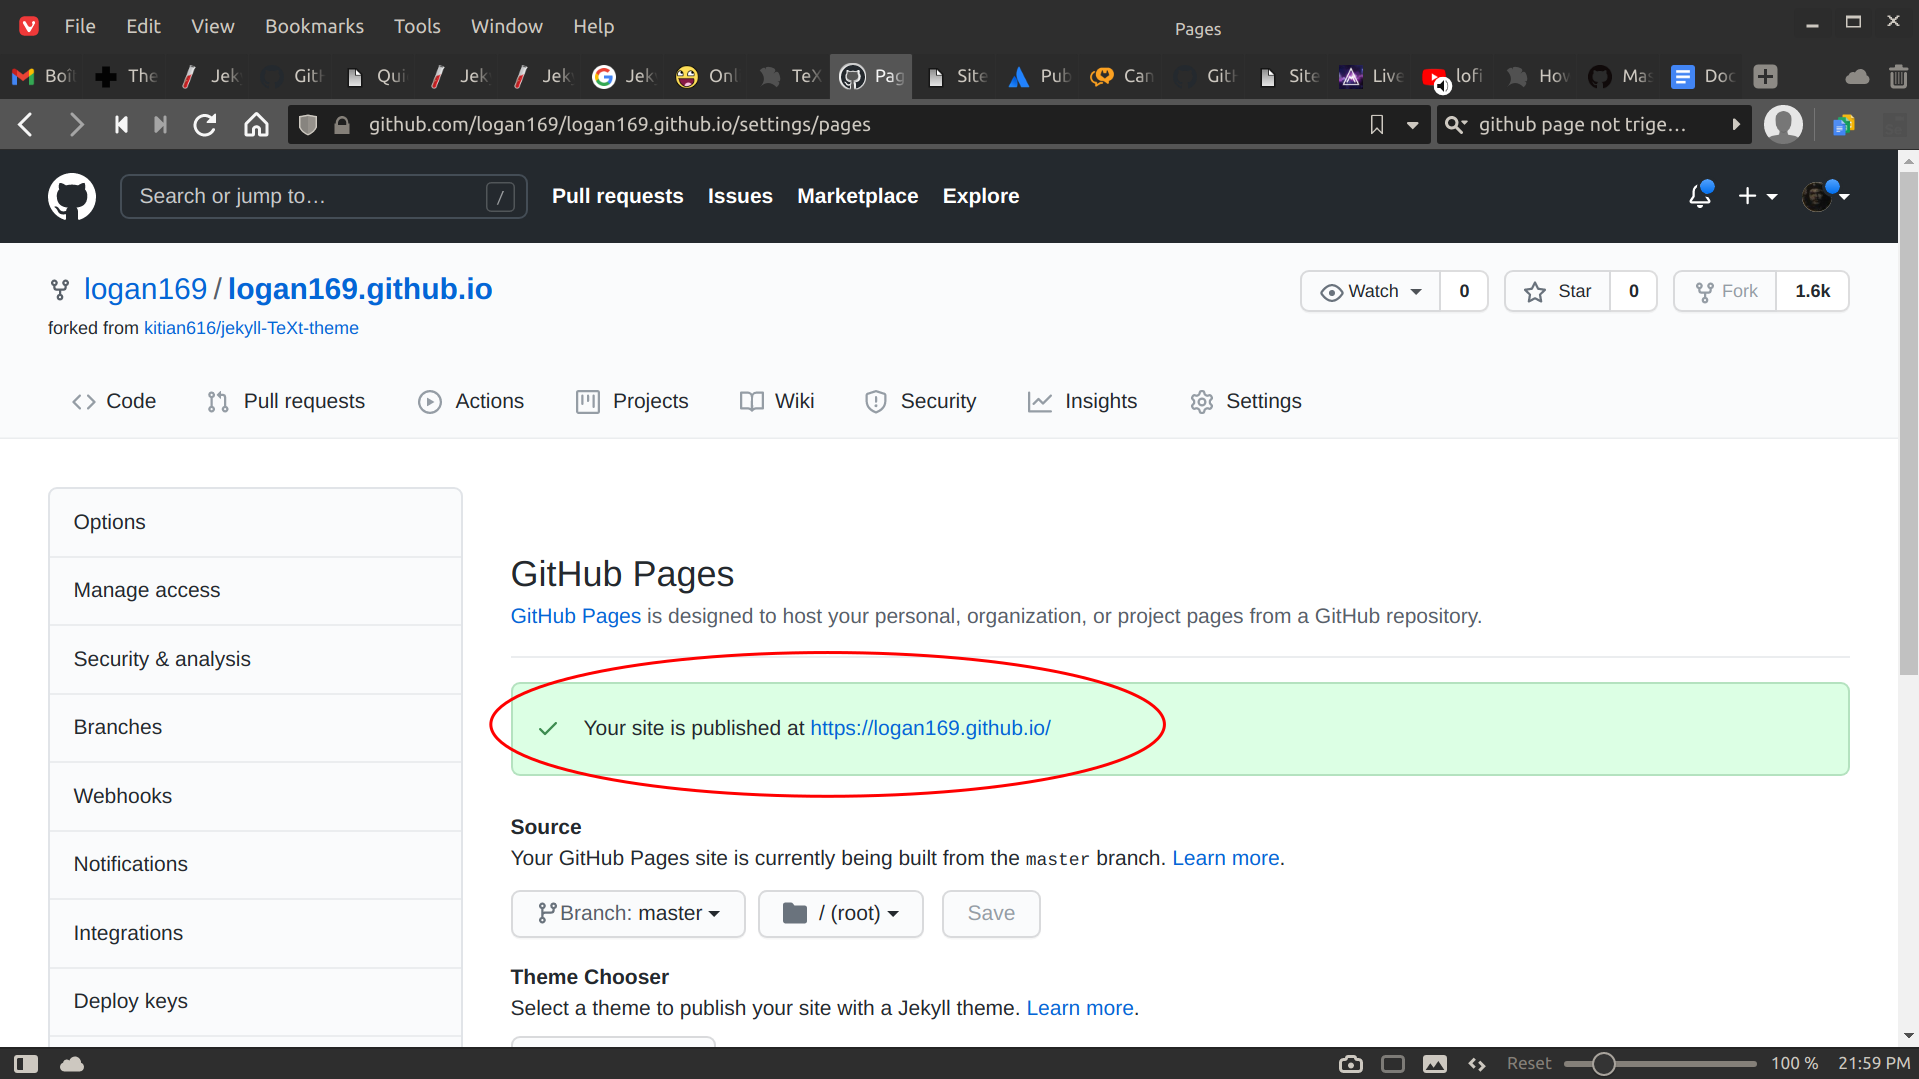 File Edit View Bookmarks Tools Window Help
Pages
Boî The Jek Git Qui Jek Jek Jek Onl TeX Pag Site Pub Can Git Site Live lofi How Mas Doc
github.com/logan169/logan169.github.io/settings/pages
github page not trige...
Search or jump to... /
Pull requests Issues Marketplace Explore
logan169 / logan169.github.io
Watch 0 Star 0 Fork 1.6k
forked from kitian616/jekyll-TeXt-theme
Code Pull requests Actions Projects Wiki Security Insights Settings
Options
Manage access
Security & analysis
Branches
Webhooks
Notifications
Integrations
Deploy keys
GitHub Pages
GitHub Pages is designed to host your personal, organization, or project pages from a GitHub repository.
Your site is published at https://logan169.github.io/
Source
Your GitHub Pages site is currently being built from the master branch. Learn more.
Branch: master / (root) Save
Theme Chooser
Select a theme to publish your site with a Jekyll theme. Learn more.
Reset 100 % 21:59 PM